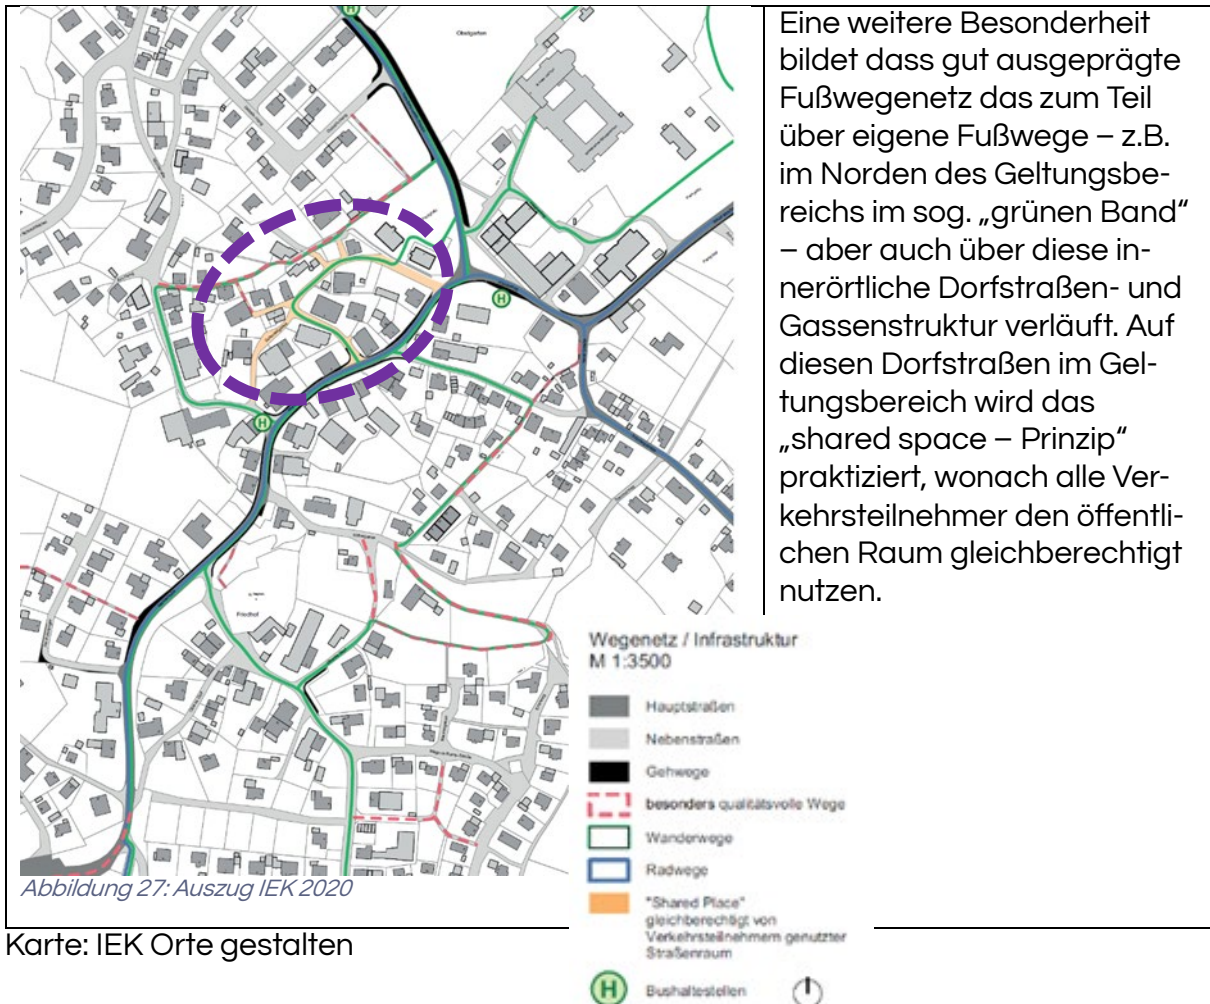 Eine weitere Besonderheit
bildet dass gut ausgeprägte
Fußwegenetz das zum Teil
über eigene Fußwege – z.B.
im Norden des Geltungsbe-
reichs im sog. „grünen Band“
– aber auch über diese in-
nerörtliche Dorfstraßen- und
Gassenstruktur verläuft. Auf
diesen Dorfstraßen im Gel-
tungsbereich wird das
„shared space – Prinzip“
praktiziert, wonach alle Ver-
kehrsteilnehmer den öffentli-
chen Raum gleichberechtigt
nutzen.
H
Obstgarten
H
H
Friedhof
Wegenetz / Infrastruktur
M 1:3500
Hauptstraßen
Nebenstraßen
Gehwege
besonders qualitätsvolle Wege
Wanderwege
Radwege
"Shared Place"
gleichberechtigt von
Verkehrsteilnehmern genutzter
Straßenraum
H Bushaltestellen
Abbildung 27: Auszug IEK 2020
Karte: IEK Orte gestalten